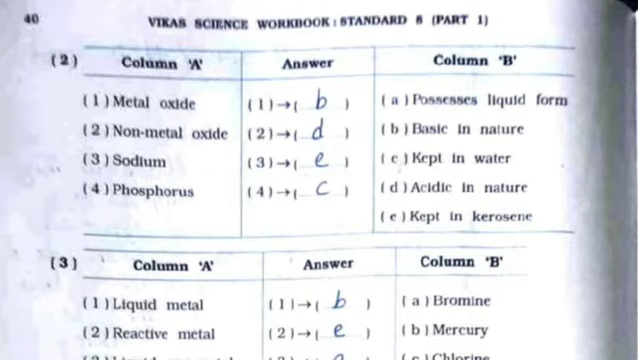 40 VIKAS SCIENCE WORKBOOK : STANDARD 8 (PART 1)
(2) Column 'A' Answer Column 'B'
(1) Metal oxide (1)→( b ) (a) Possesses liquid form
(2) Non-metal oxide (2)→( d ) (b) Basic in nature
(3) Sodium (3)→( e ) (c) Kept in water
(4) Phosphorus (4)→( c ) (d) Acidic in nature
(e) Kept in kerosene
(3) Column 'A' Answer Column 'B'
(1) Liquid metal (1)→( b ) (a) Bromine
(2) Reactive metal (2)→( e ) (b) Mercury